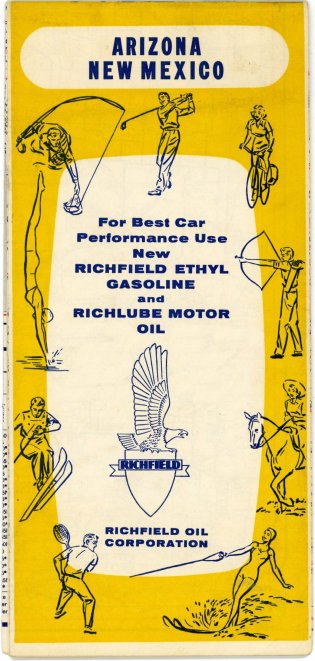 ARIZONA
NEW MEXICO
For Best Car
Performance Use
New
RICHFIELD ETHYL
GASOLINE
and
RICHLUBE MOTOR
OIL
RICHFIELD
RICHFIELD OIL
CORPORATION